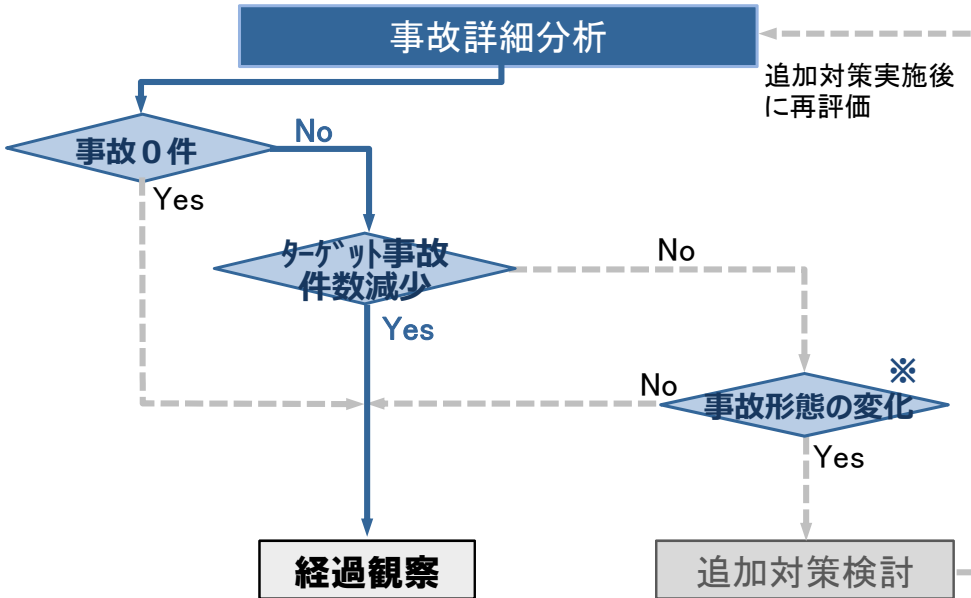 事故詳細分析
追加対策実施後
に再評価
事故０件
No
Yes
ﾀｰｹﾞｯﾄ事故
件数減少
No
Yes
※
No
事故形態の変化
Yes
経過観察
追加対策検討